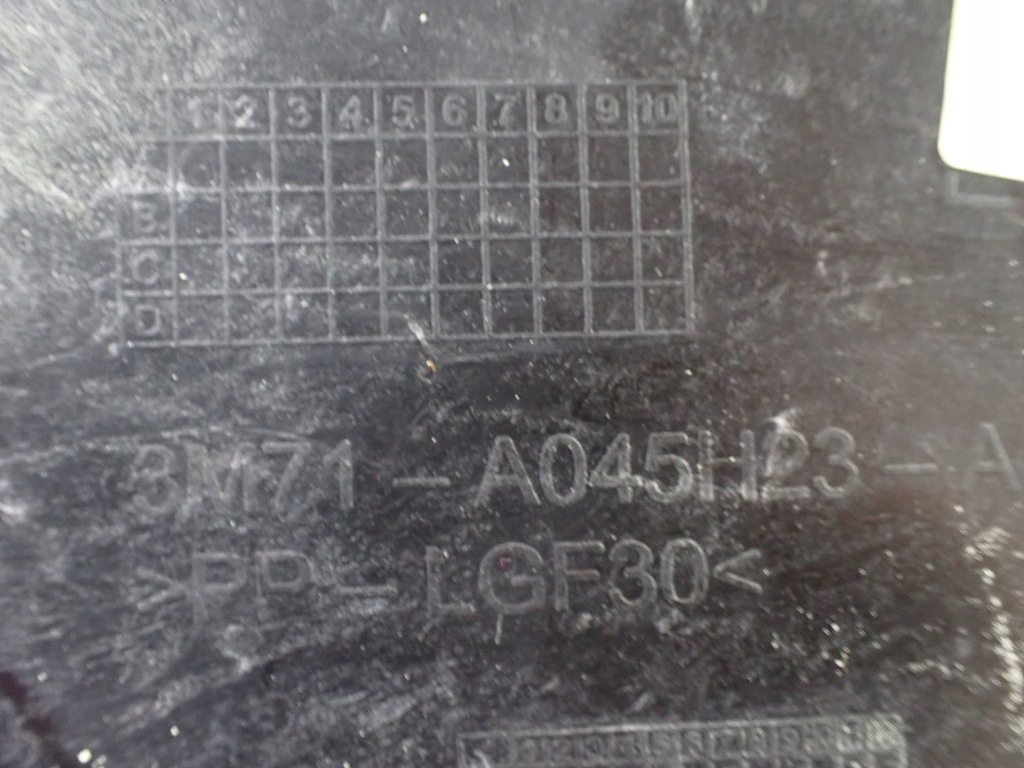 1 2 3 4 5 6 7 8 9 10
B
C
D
3M71 - A045H23 - A
>PP - LGF30<